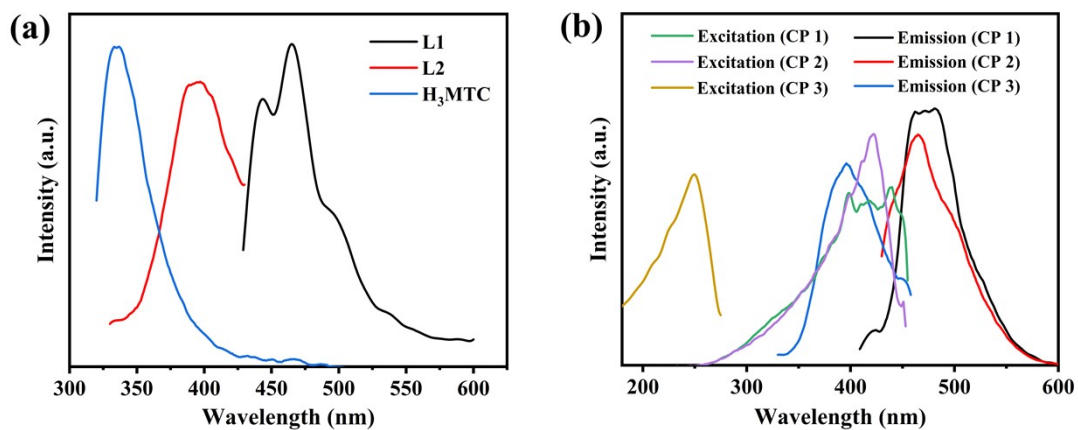 (a)
L1
L2
H₃MTC
Intensity (a.u.)
300 350 400 450 500 550 600
Wavelength (nm)
(b)
Excitation (CP 1)
Excitation (CP 2)
Excitation (CP 3)
Emission (CP 1)
Emission (CP 2)
Emission (CP 3)
Intensity (a.u.)
200 300 400 500 600
Wavelength (nm)